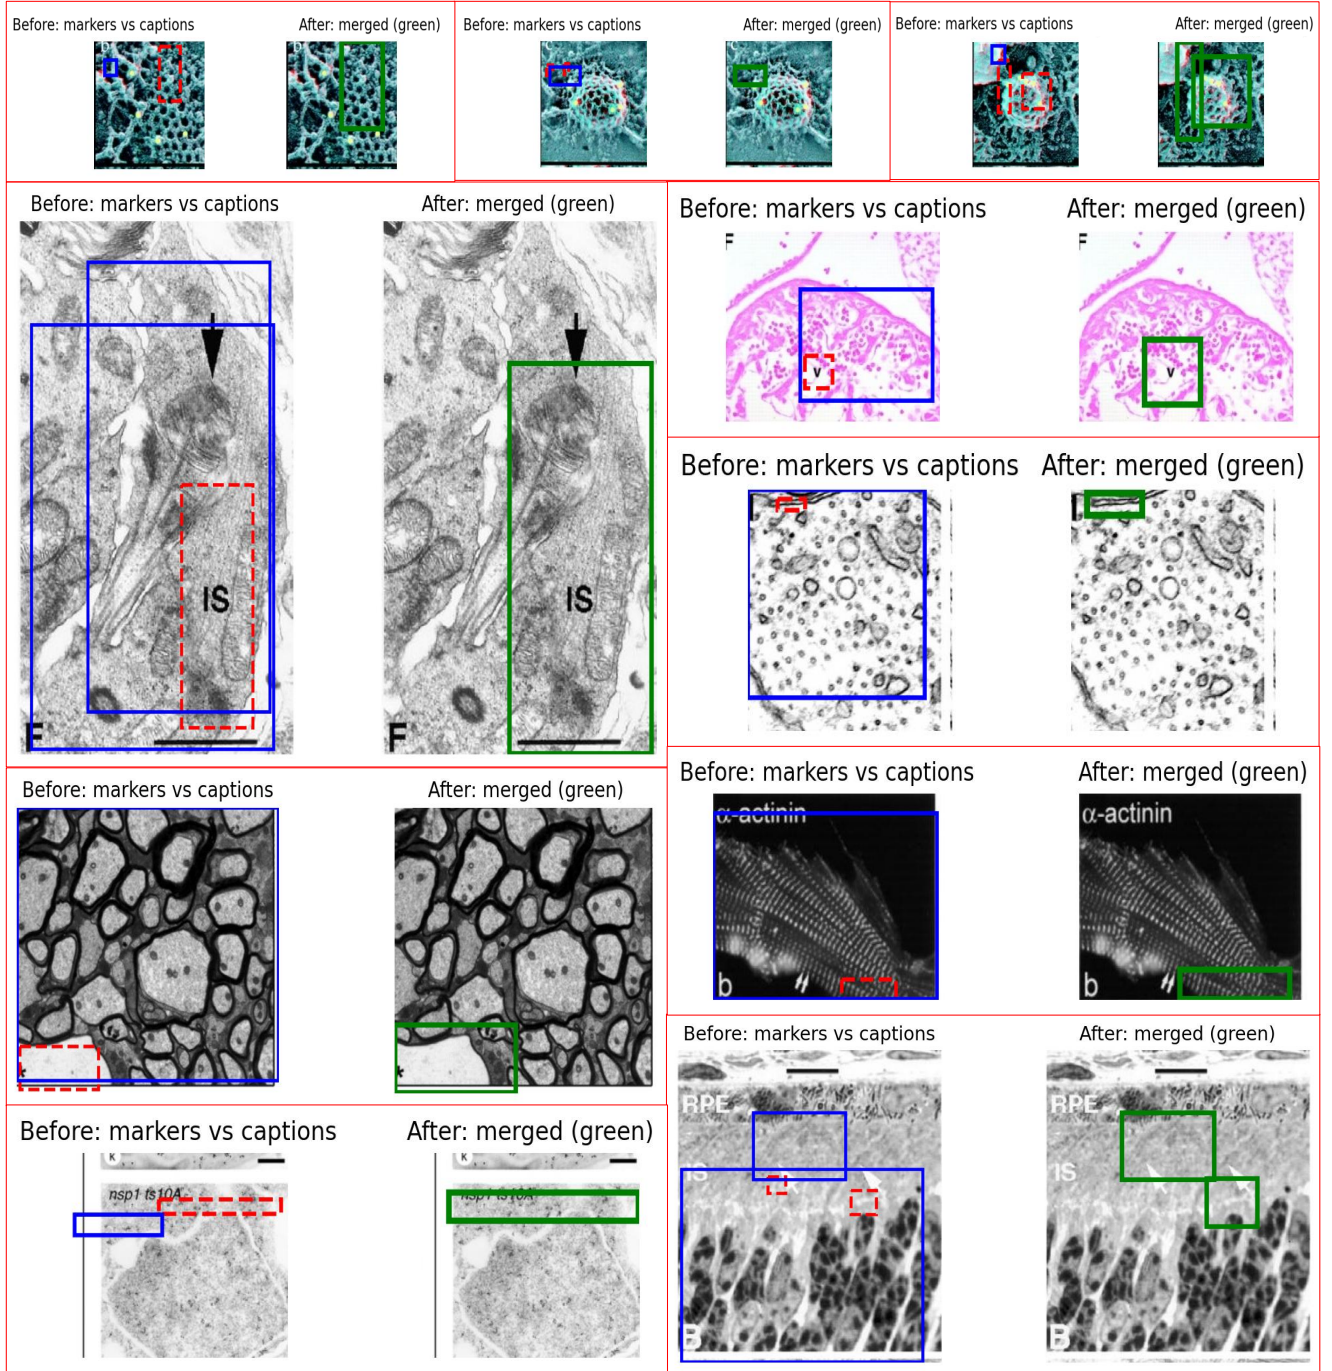 Before: markers vs captions After: merged (green)
Before: markers vs captions After: merged (green)
Before: markers vs captions After: merged (green)
D D
C C
Before: markers vs captions After: merged (green)
IS IS
F F
Before: markers vs captions After: merged (green)
F F
v v
Before: markers vs captions After: merged (green)
Before: markers vs captions After: merged (green)
* *
Before: markers vs captions After: merged (green)
α-actinin α-actinin
b b
Before: markers vs captions After: merged (green)
RPE RPE
IS IS
B B
Before: markers vs captions After: merged (green)
K K
nsp1 ts10A nsp1 ts10A